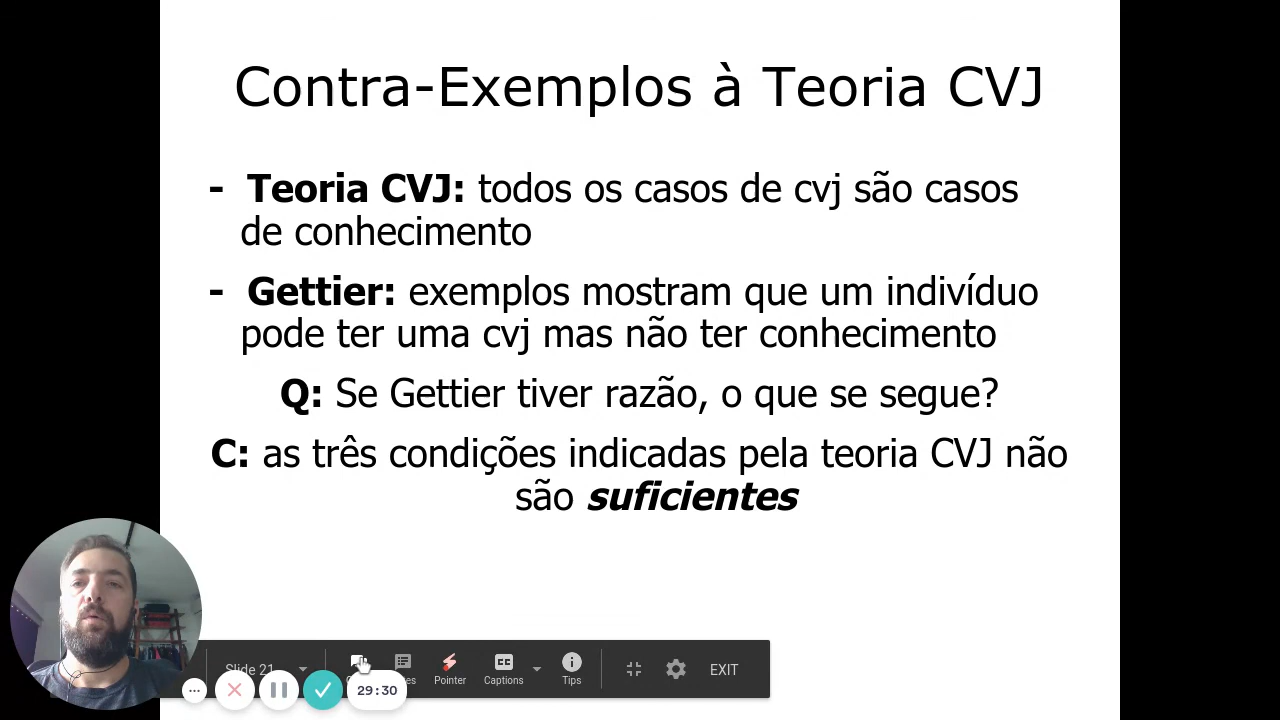 Contra-Exemplos à Teoria CVJ
- Teoria CVJ: todos os casos de cvj são casos
de conhecimento
- Gettier: exemplos mostram que um indivíduo
pode ter uma cvj mas não ter conhecimento
Q: Se Gettier tiver razão, o que se segue?
C: as três condições indicadas pela teoria CVJ não
são suficientes
Slide 21
Pointer
CC
Captions
Tips
EXIT
29:30